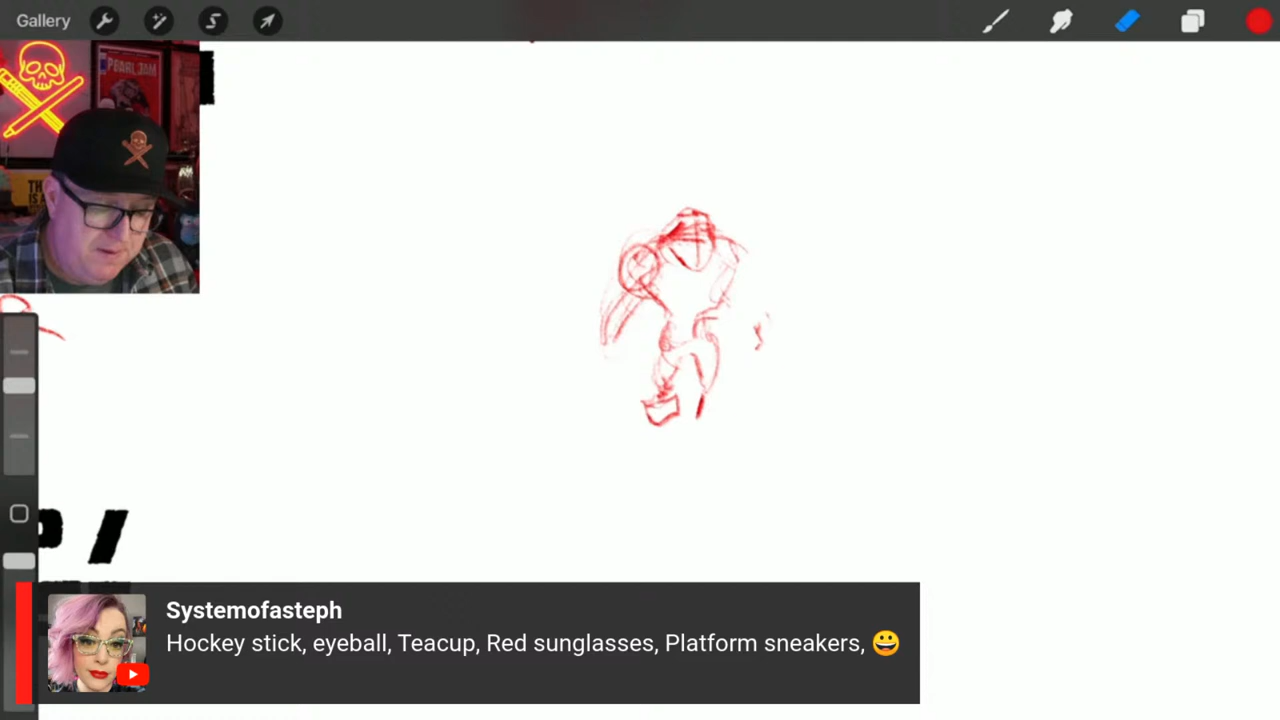 Gallery
PEARL JAM
P /
Systemofasteph
Hockey stick, eyeball, Teacup, Red sunglasses, Platform sneakers, 😀